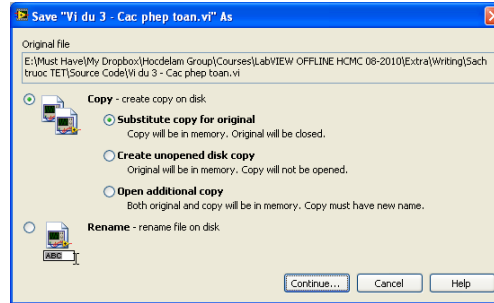 Save "Vi du 3 - Cac phep toan.vi" As
Original file
E:\Must Have\My Dropbox\Hocdelam Group\Courses\LabVIEW OFFLINE HCMC 08-2010\Extra\Writing\Sach
truoc TET\Source Code\Vi du 3 - Cac phep toan.vi
Copy - create copy on disk
Substitute copy for original
Copy will be in memory. Original will be closed.
Create unopened disk copy
Original will be in memory. Copy will not be opened.
Open additional copy
Both original and copy will be in memory. Copy must have new name.
Rename - rename file on disk
ABC
Continue... Cancel Help